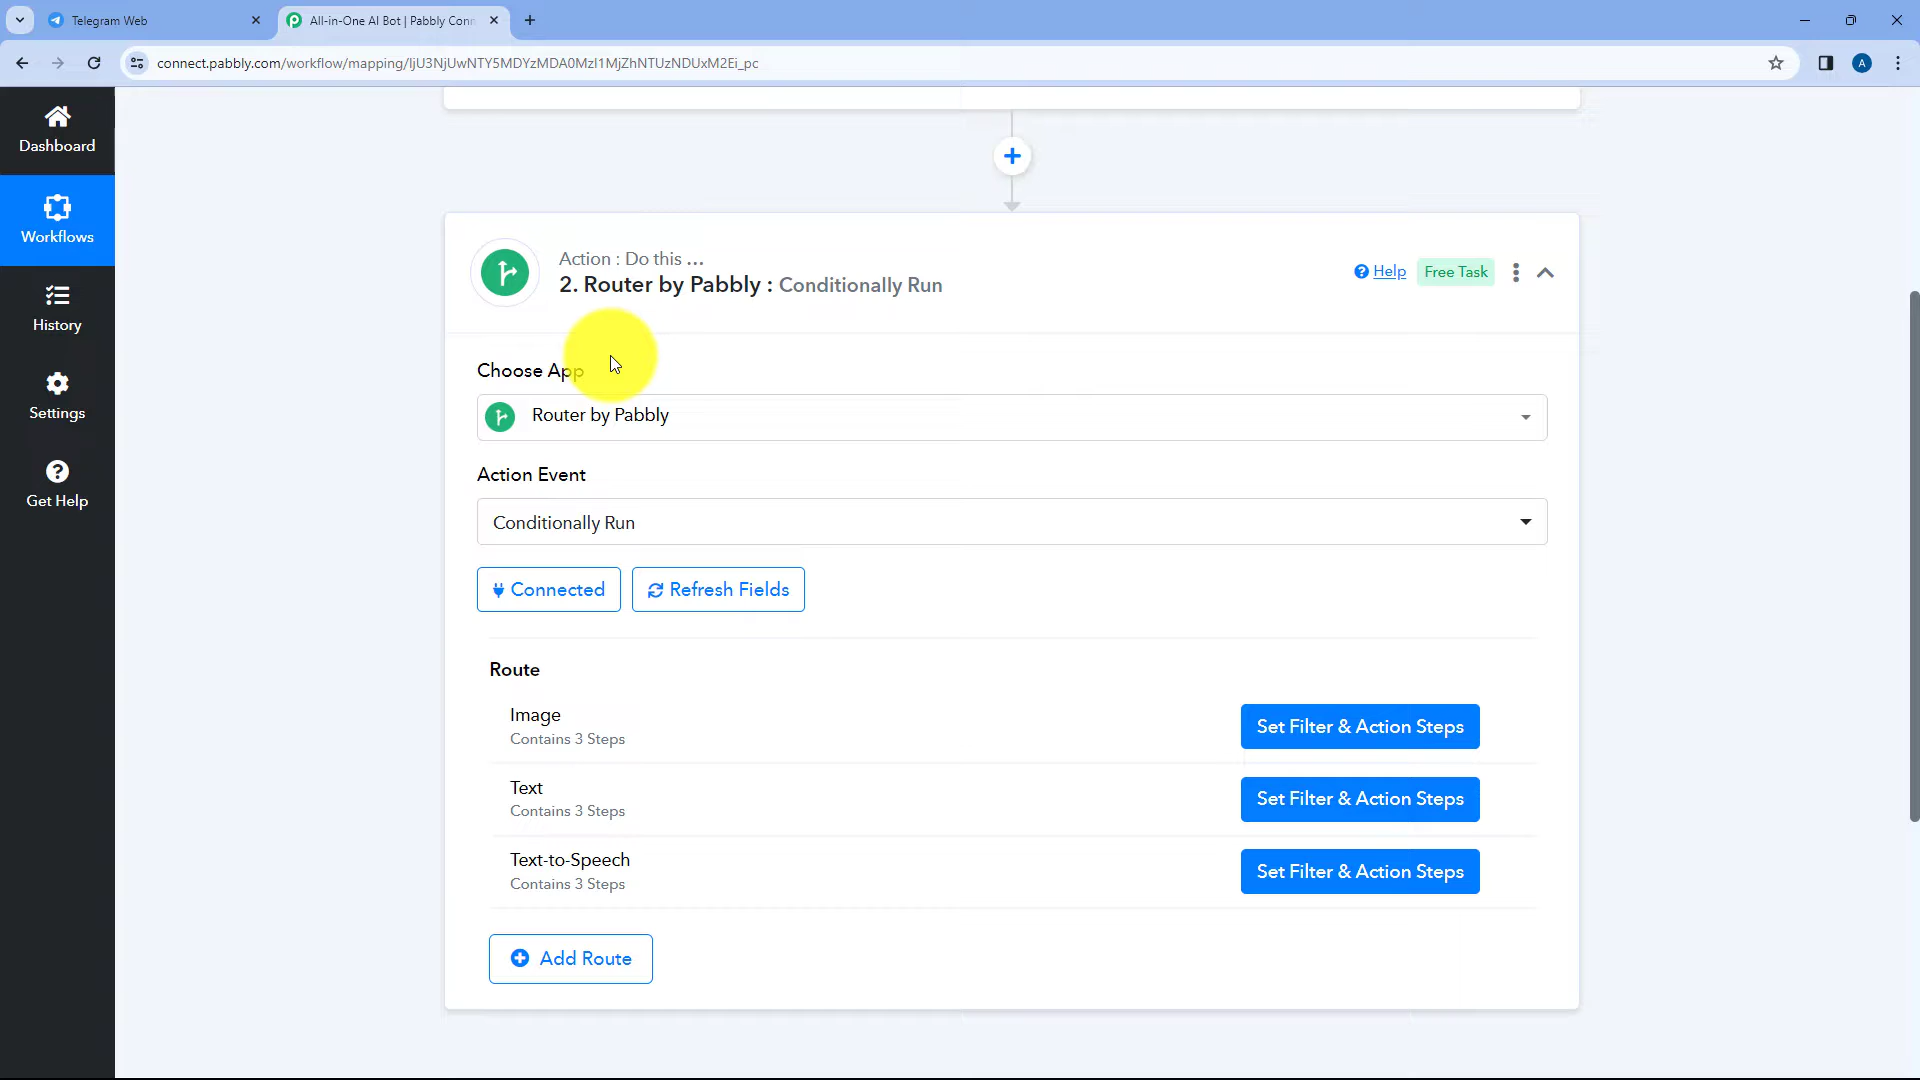 Telegram Web
All-in-One AI Bot | Pabbly Conn
connect.pabbly.com/workflow/mapping/IjU3NjUwNTY5MDYzMDA0MzI1MjZhNTUzNDUxM2Ei_pc
A
Dashboard
Workflows
History
Settings
Get Help
Action : Do this ...
2. Router by Pabbly : Conditionally Run
Help
Free Task
Choose App
Router by Pabbly
Action Event
Conditionally Run
Connected
Refresh Fields
Route
Image
Contains 3 Steps
Set Filter & Action Steps
Text
Contains 3 Steps
Set Filter & Action Steps
Text-to-Speech
Contains 3 Steps
Set Filter & Action Steps
Add Route